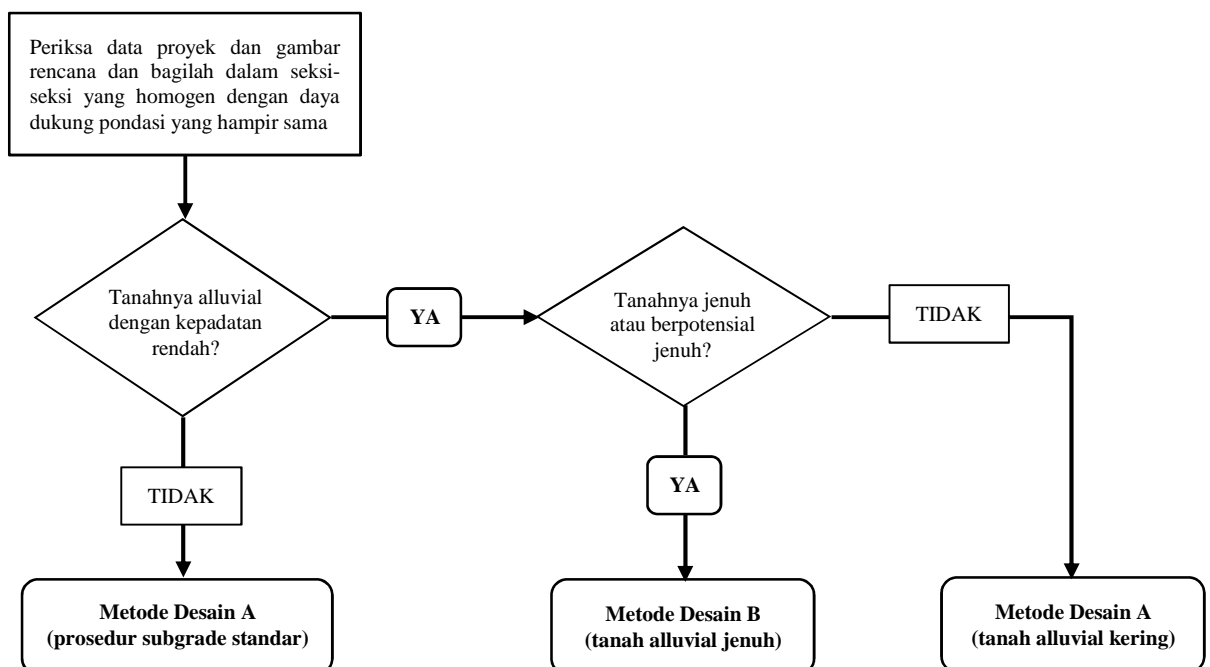 Periksa data proyek dan gambar
rencana dan bagilah dalam seksi-
seksi yang homogen dengan daya
dukung pondasi yang hampir sama
Tanahnya alluvial
dengan kepadatan
rendah?
YA
Tanahnya jenuh
atau berpotensial
jenuh?
TIDAK
TIDAK
YA
Metode Desain A
(prosedur subgrade standar)
Metode Desain B
(tanah alluvial jenuh)
Metode Desain A
(tanah alluvial kering)